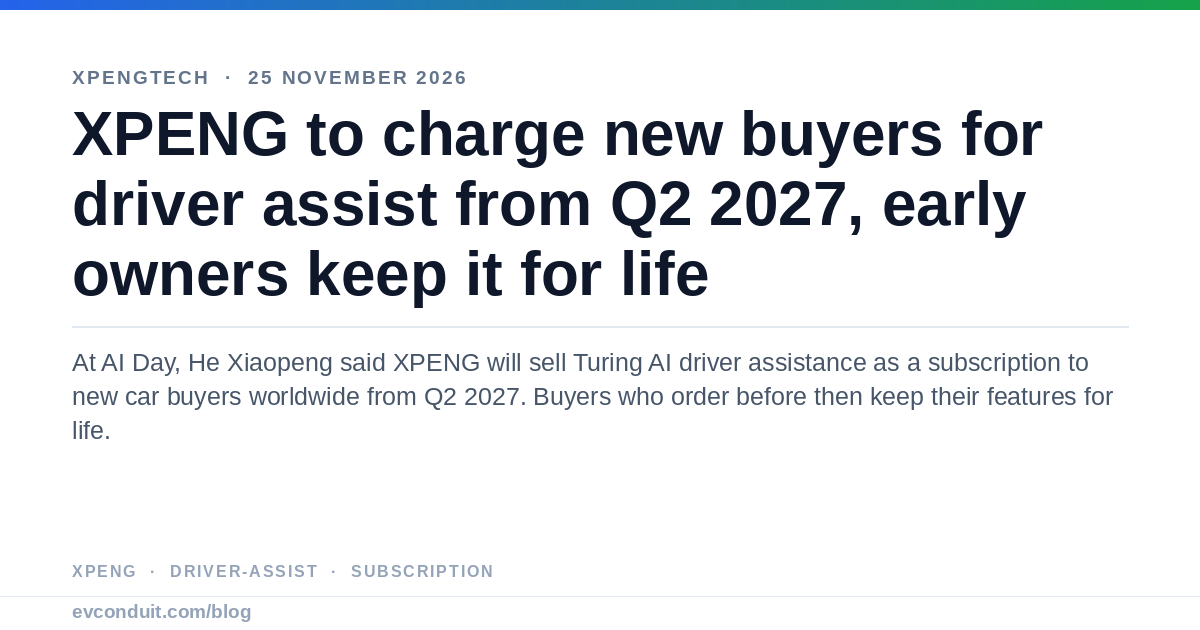 XPENGTECH · 25 NOVEMBER 2026
XPENG to charge new buyers for
driver assist from Q2 2027, early
owners keep it for life
At AI Day, He Xiaopeng said XPENG will sell Turing AI driver assistance as a subscription to
new car buyers worldwide from Q2 2027. Buyers who order before then keep their features for
life.
XPENG · DRIVER-ASSIST · SUBSCRIPTION
evconduit.com/blog